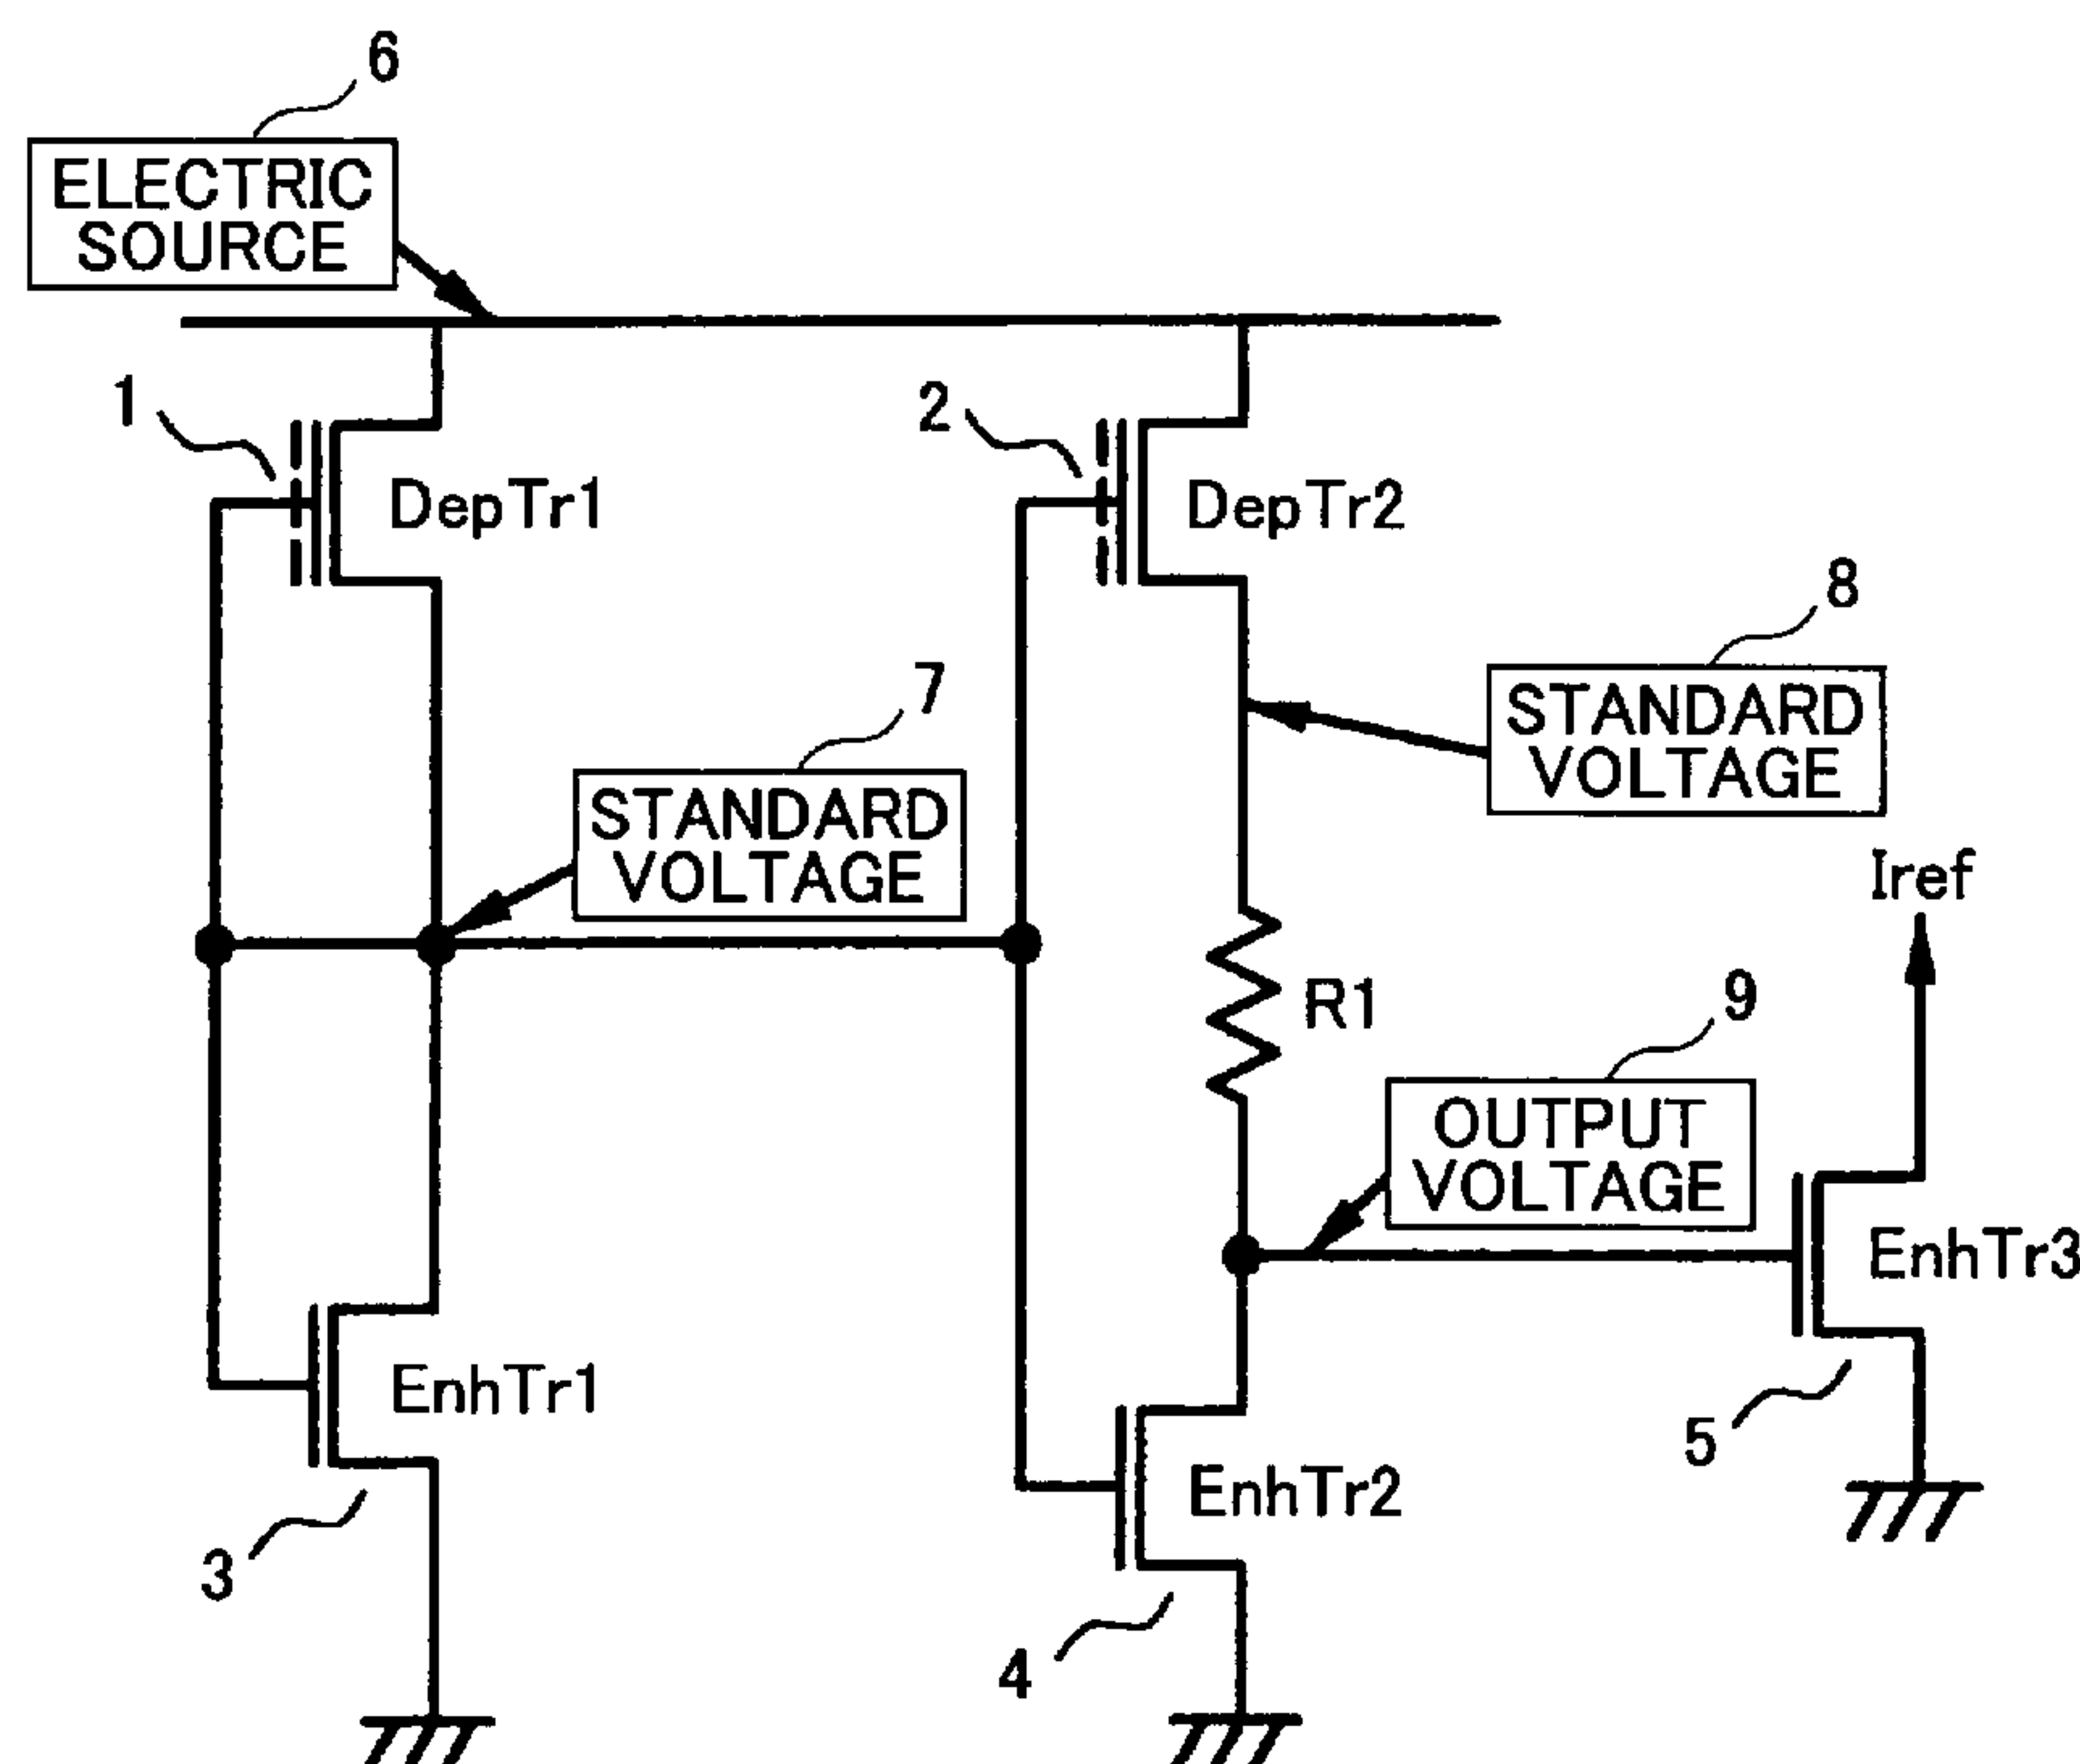 6
ELECTRIC
SOURCE
1
2
DepTr1
DepTr2
8
7
STANDARD
VOLTAGE
STANDARD
VOLTAGE
Iref
R1
9
OUTPUT
VOLTAGE
EnhTr3
EnhTr1
5
EnhTr2
3
4